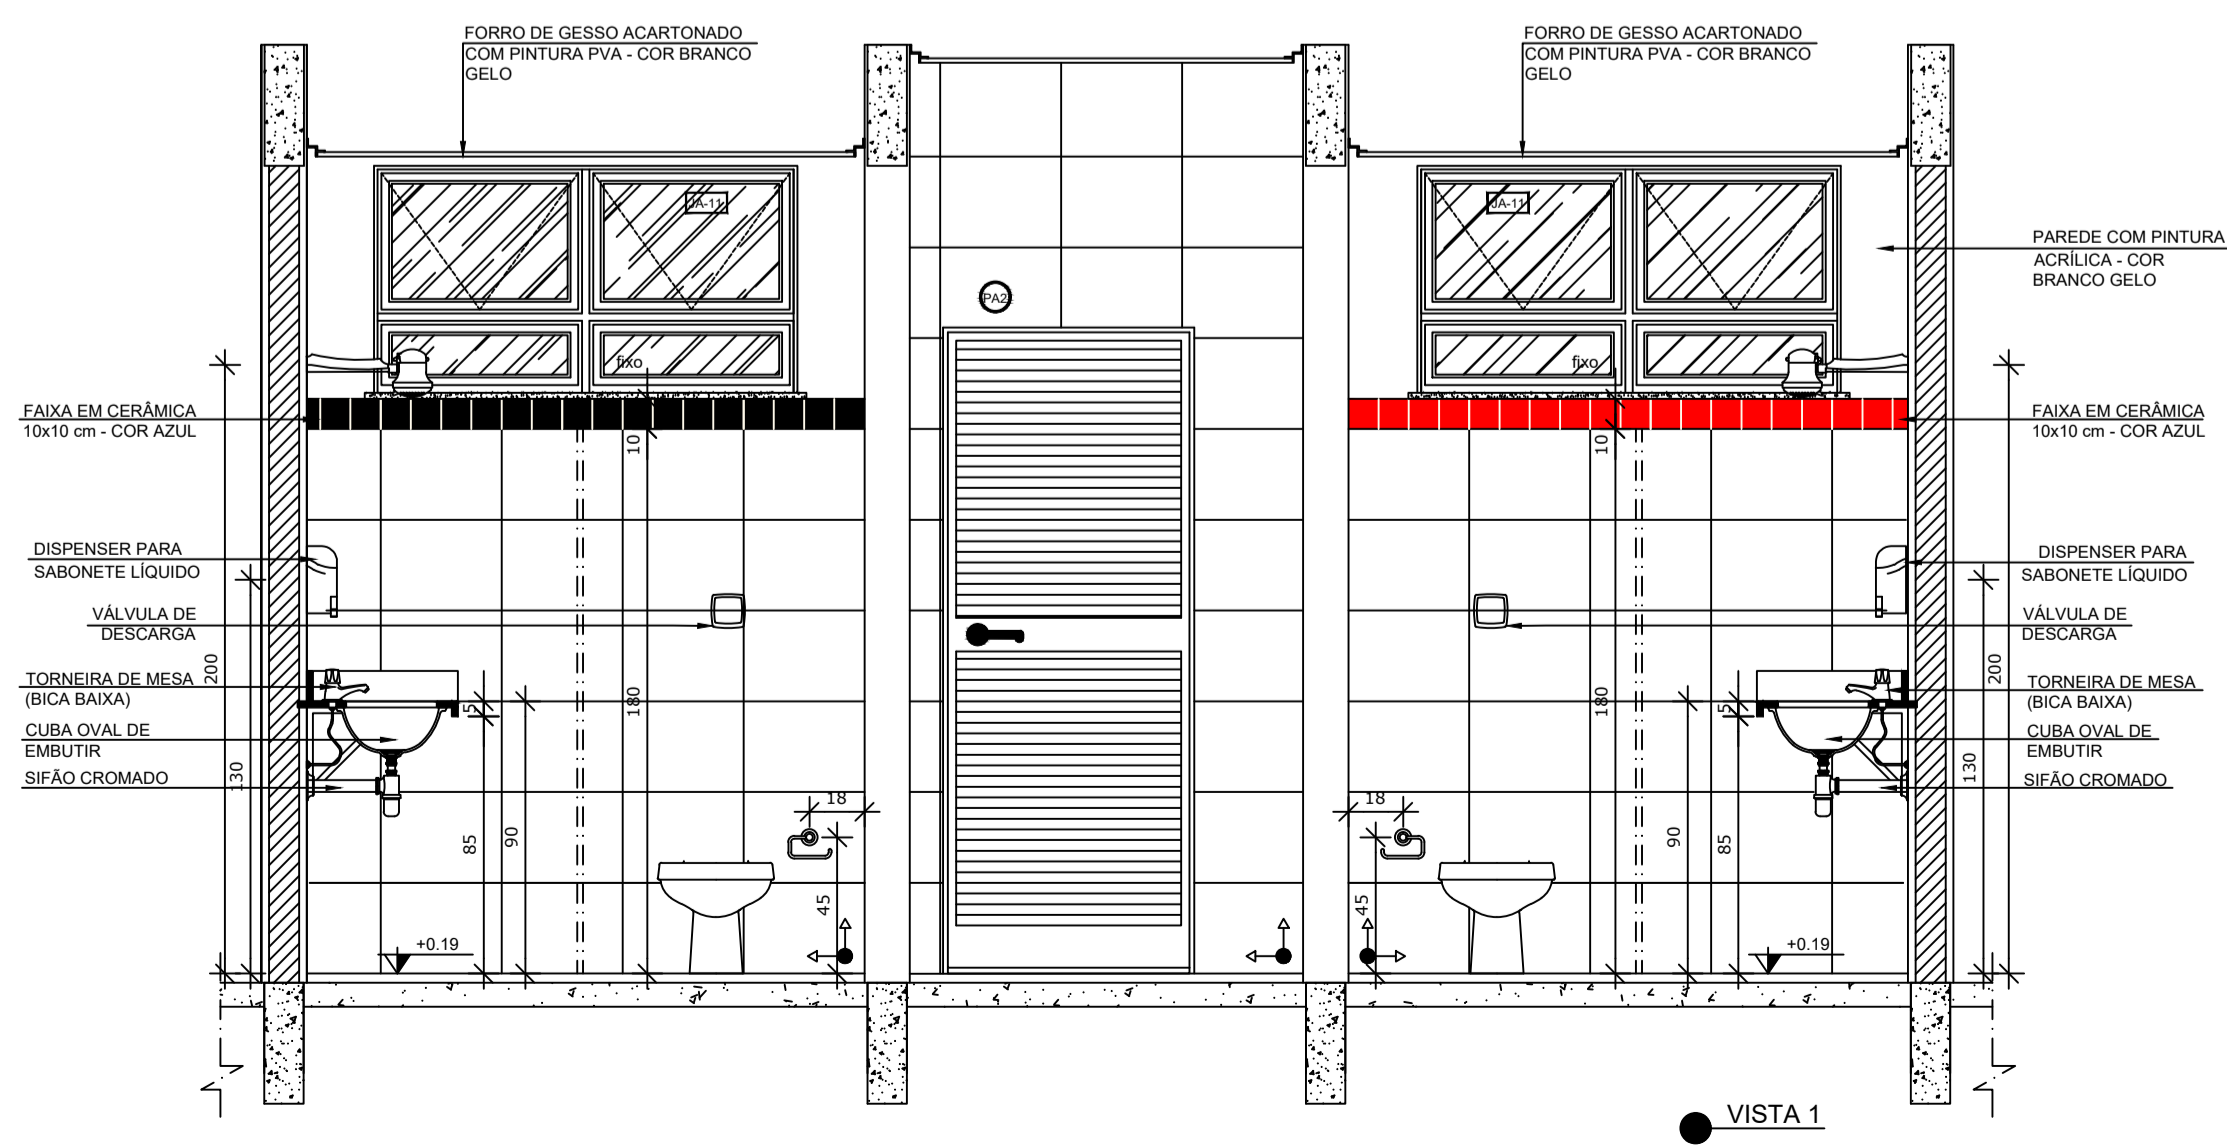 FORRO DE GESSO ACARTONADO
COM PINTURA PVA - COR BRANCO
GELO
FORRO DE GESSO ACARTONADO
COM PINTURA PVA - COR BRANCO
GELO
JA-11
JA-11
PAREDE COM PINTURA
ACRÍLICA - COR
BRANCO GELO
PA2
fixo
fixo
FAIXA EM CERÂMICA
10x10 cm - COR AZUL
FAIXA EM CERÂMICA
10x10 cm - COR AZUL
10
10
DISPENSER PARA
SABONETE LÍQUIDO
DISPENSER PARA
SABONETE LÍQUIDO
VÁLVULA DE
DESCARGA
VÁLVULA DE
DESCARGA
200
200
TORNEIRA DE MESA
(BICA BAIXA)
TORNEIRA DE MESA
(BICA BAIXA)
5
180
180
5
CUBA OVAL DE
EMBUTIR
CUBA OVAL DE
EMBUTIR
130
130
SIFÃO CROMADO
SIFÃO CROMADO
18
18
85
90
90
85
45
45
+0.19
+0.19
VISTA 1